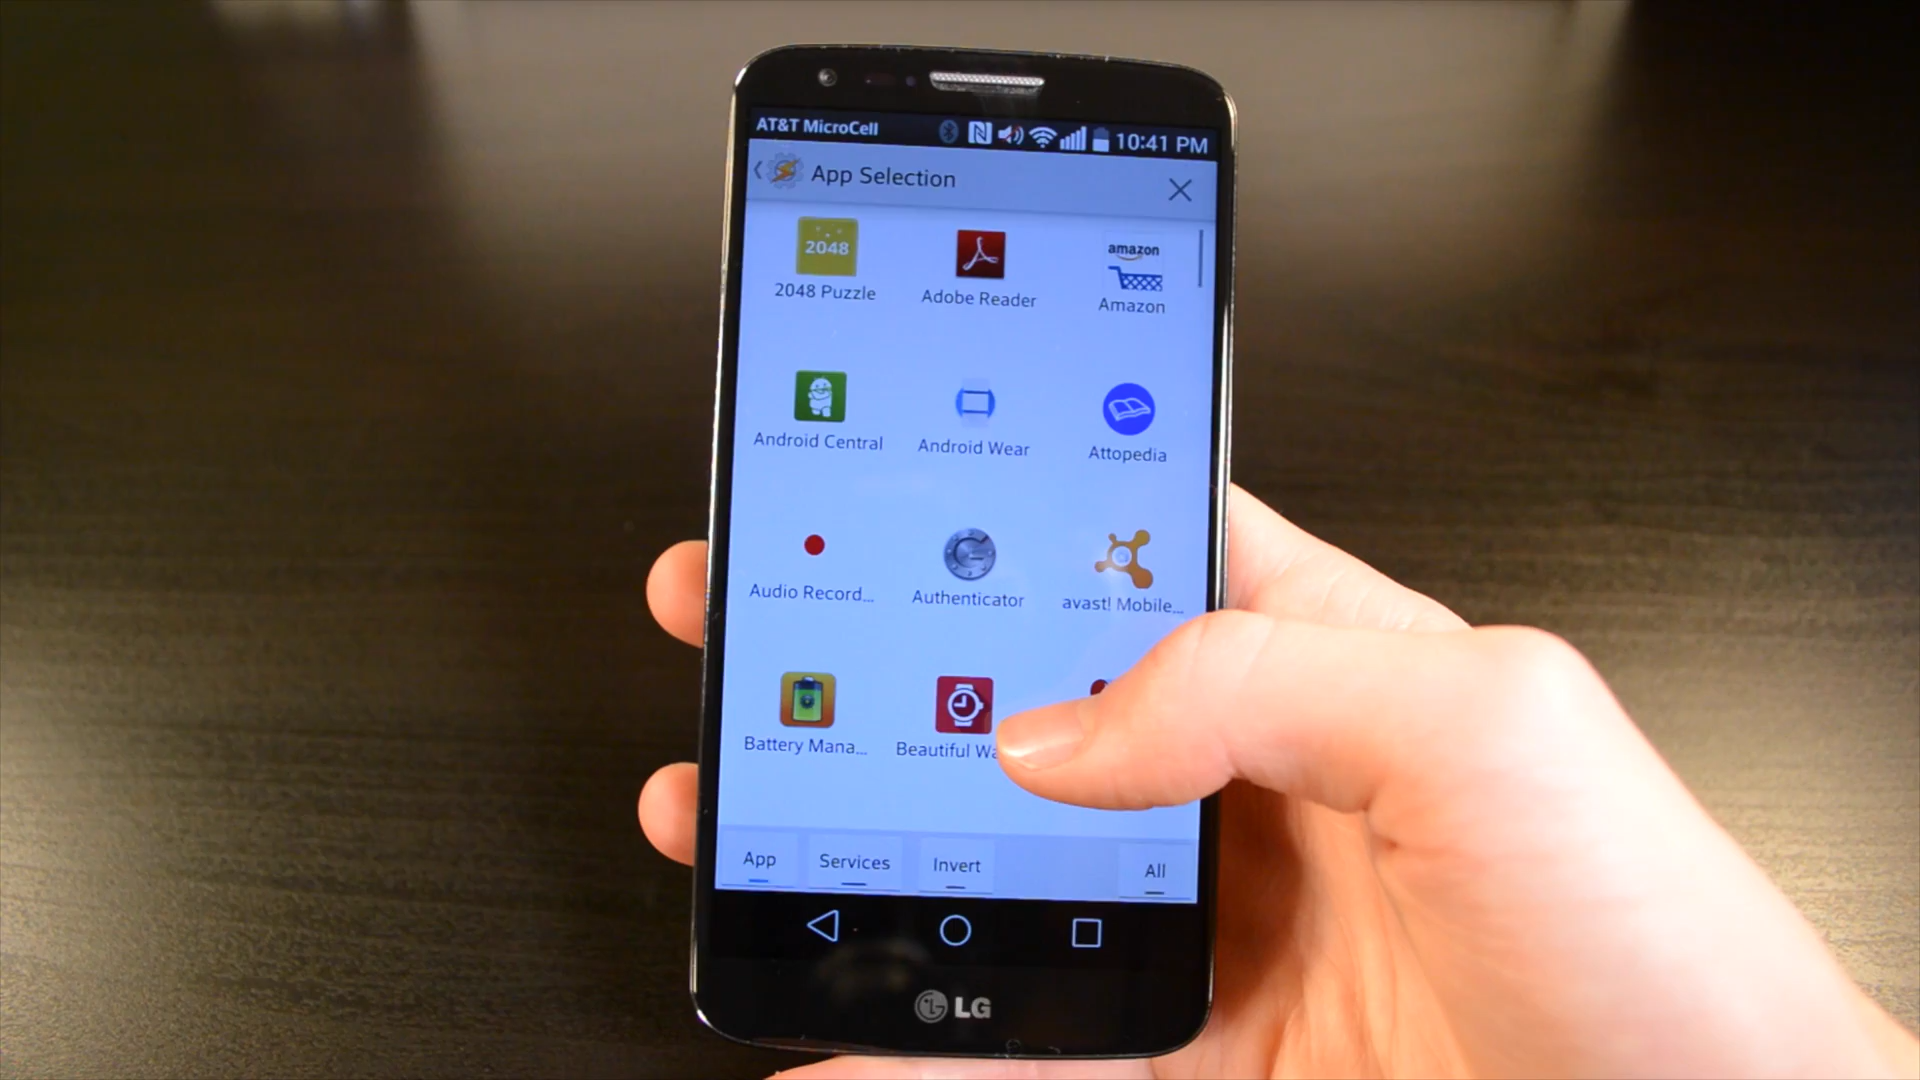 AT&T MicroCell 10:41 PM
App Selection
2048
amazon
2048 Puzzle Adobe Reader Amazon
Android Central Android Wear Attopedia
Audio Record... Authenticator avast! Mobile...
Battery Mana... Beautiful
App Services Invert All
LG